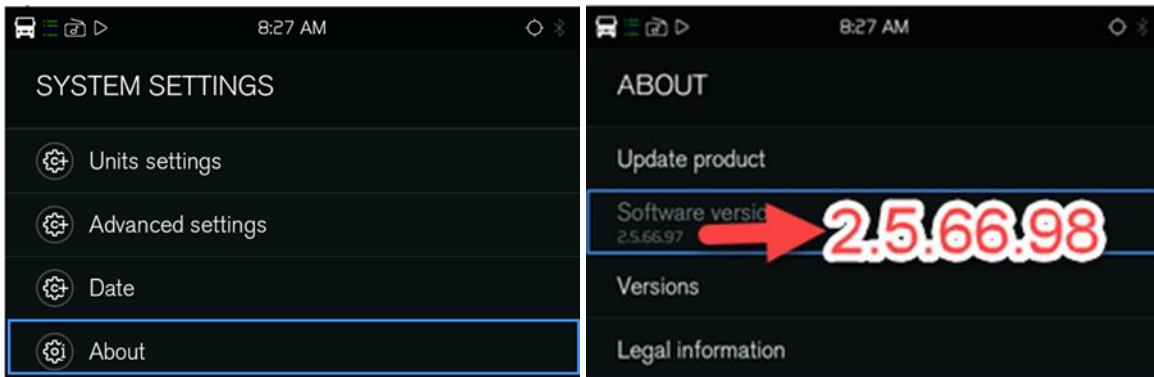 8:27 AM
SYSTEM SETTINGS
Units settings
Advanced settings
Date
About
8:27 AM
ABOUT
Update product
Software versio
2.5.66.97
2.5.66.98
Versions
Legal information